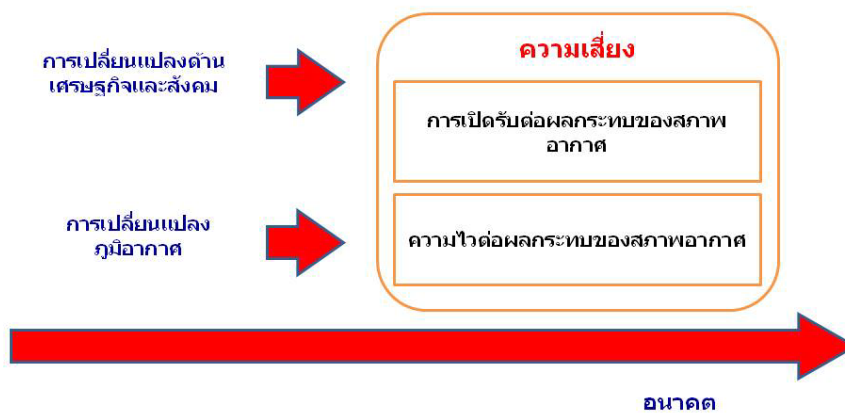 การเปลี่ยนแปลงด้าน
เศรษฐกิจและสังคม
ความเสี่ยง
การเปิดรับต่อผลกระทบของสภาพ
อากาศ
การเปลี่ยนแปลง
ภูมิอากาศ
ความไวต่อผลกระทบของสภาพอากาศ
อนาคต